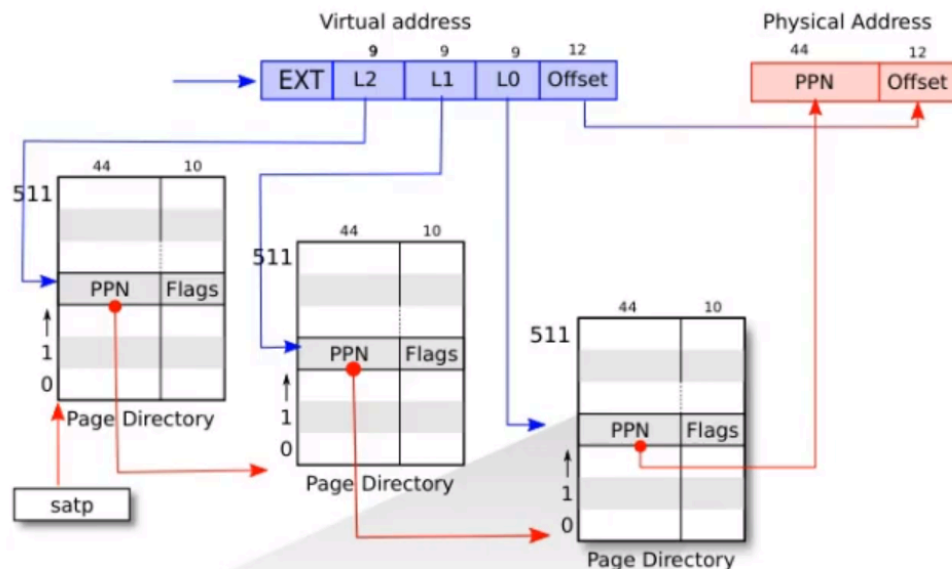 Virtual address
Physical Address
9 9 9 12
44 12
EXT L2 L1 L0 Offset
PPN Offset
44 10
511
PPN Flags
1
0
Page Directory
satp
44 10
511
PPN Flags
1
0
Page Directory
44 10
511
PPN Flags
1
0
Page Directory